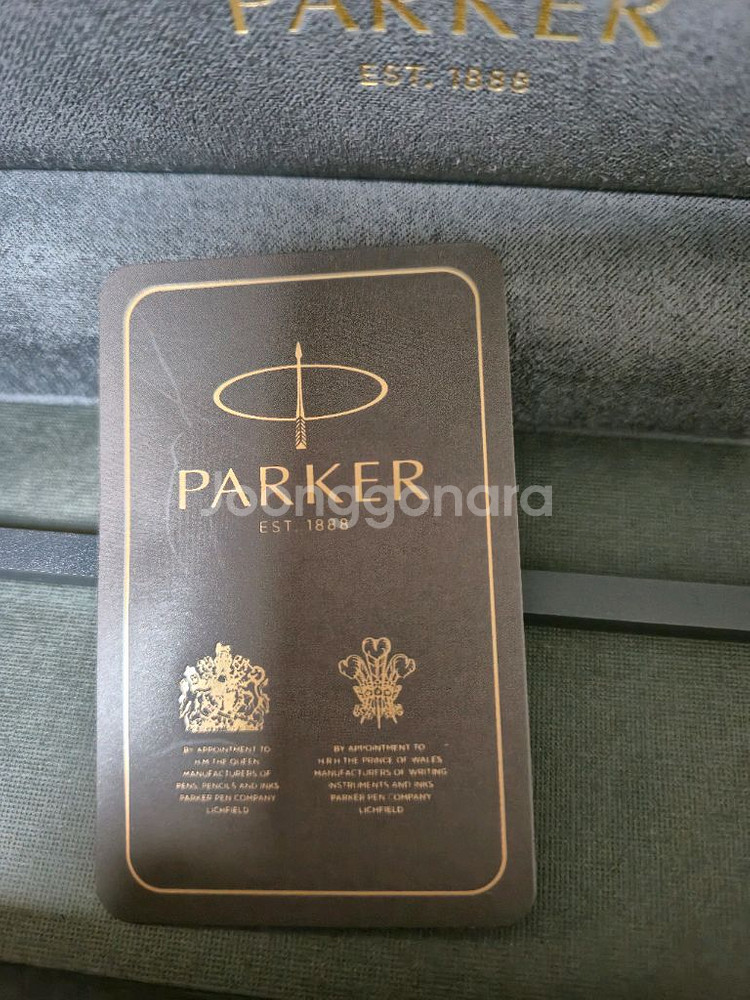 PARKER
EST. 1888
PARKER
Joonggonara
EST. 1888
BY APPOINTMENT TO
H.M THE QUEEN
MANUFACTURERS OF
PENS, PENCILS AND INKS
PARKER PEN COMPANY
LICHFIELD
BY APPOINTMENT TO
H.R.H THE PRINCE OF WALES
MANUFACTURERS OF WRITING
INSTRUMENTS AND INKS
PARKER PEN COMPANY
LICHFIELD